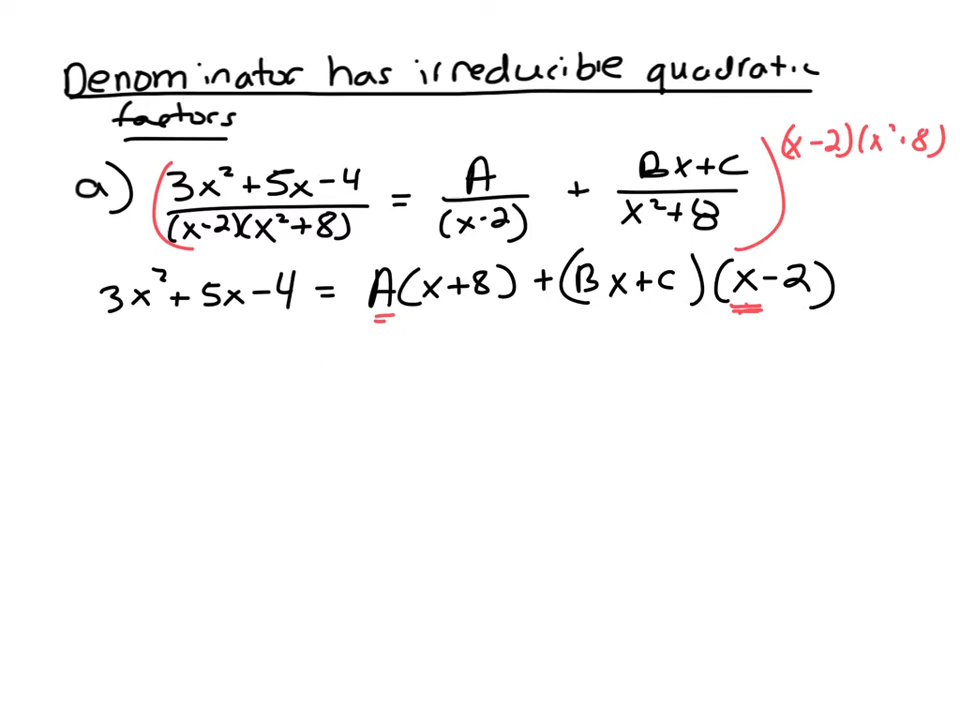 Denominator has irreducible quadratic
factors
a) (3x²+5x-4)/((x-2)(x²+8)) = A/(x-2) + (Bx+C)/(x²+8) (x-2)(x²+8)
3x²+5x-4 = A(x+8) + (Bx+C)(x-2)